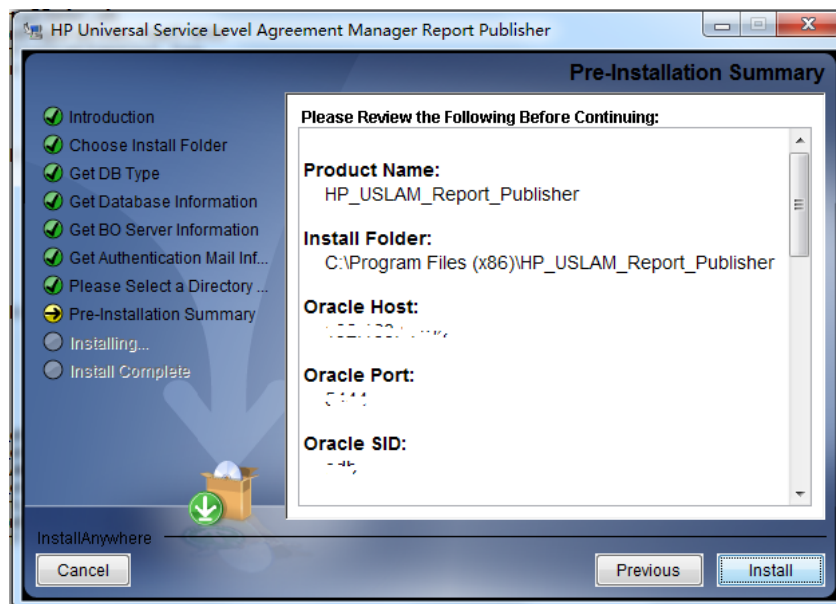 HP Universal Service Level Agreement Manager Report Publisher
Pre-Installation Summary
Introduction
Choose Install Folder
Get DB Type
Get Database Information
Get BO Server Information
Get Authentication Mail Inf...
Please Select a Directory ...
Pre-Installation Summary
Installing...
Install Complete
Please Review the Following Before Continuing:
Product Name:
HP_USLAM_Report_Publisher
Install Folder:
C:\Program Files (x86)\HP_USLAM_Report_Publisher
Oracle Host:
Oracle Port:
Oracle SID:
InstallAnywhere
Cancel
Previous
Install